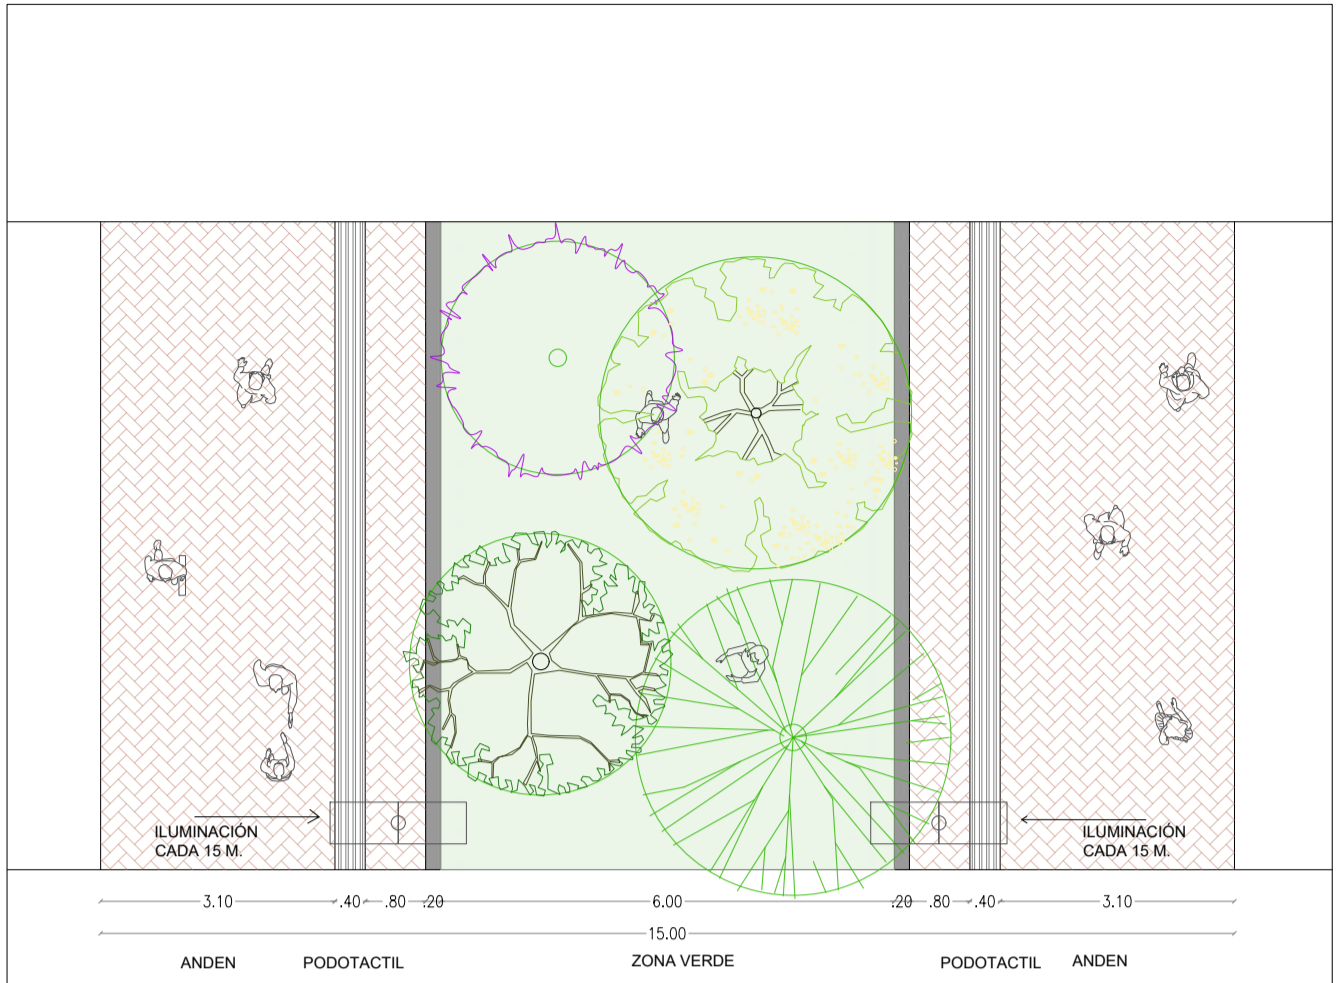 ILUMINACIÓN
CADA 15 M.
ILUMINACIÓN
CADA 15 M.
3.10 .40 .80 .20 6.00 .20 .80 .40 3.10
15.00
ANDEN PODOTACTIL ZONA VERDE PODOTACTIL ANDEN